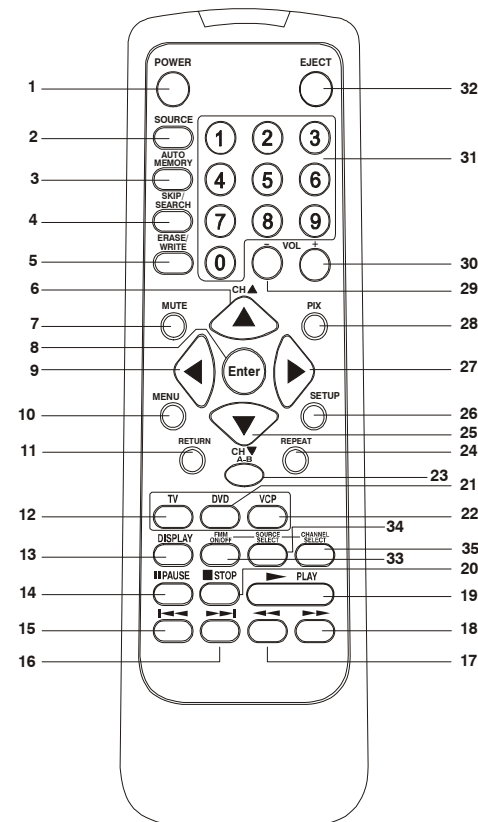 POWER EJECT
1 32
SOURCE
2 1 2 3
31
AUTO
MEMORY
3 4 5 6
SKIP/
SEARCH
4 7 8 9
ERASE/
WRITE
5 0 - VOL + 30
29
6 CH▲
MUTE PIX
7 28
8
9 ◀ Enter ▶ 27
MENU SETUP
10 26
▼ 25
RETURN CH▼ REPEAT
A-B
11 24
23
21
TV DVD VCP
12 22
34
DISPLAY FMM
ON/OFF SOURCE
SELECT CHANNEL
SELECT
13 35
33
20
PAUSE STOP PLAY
14 19
15 18
16 17